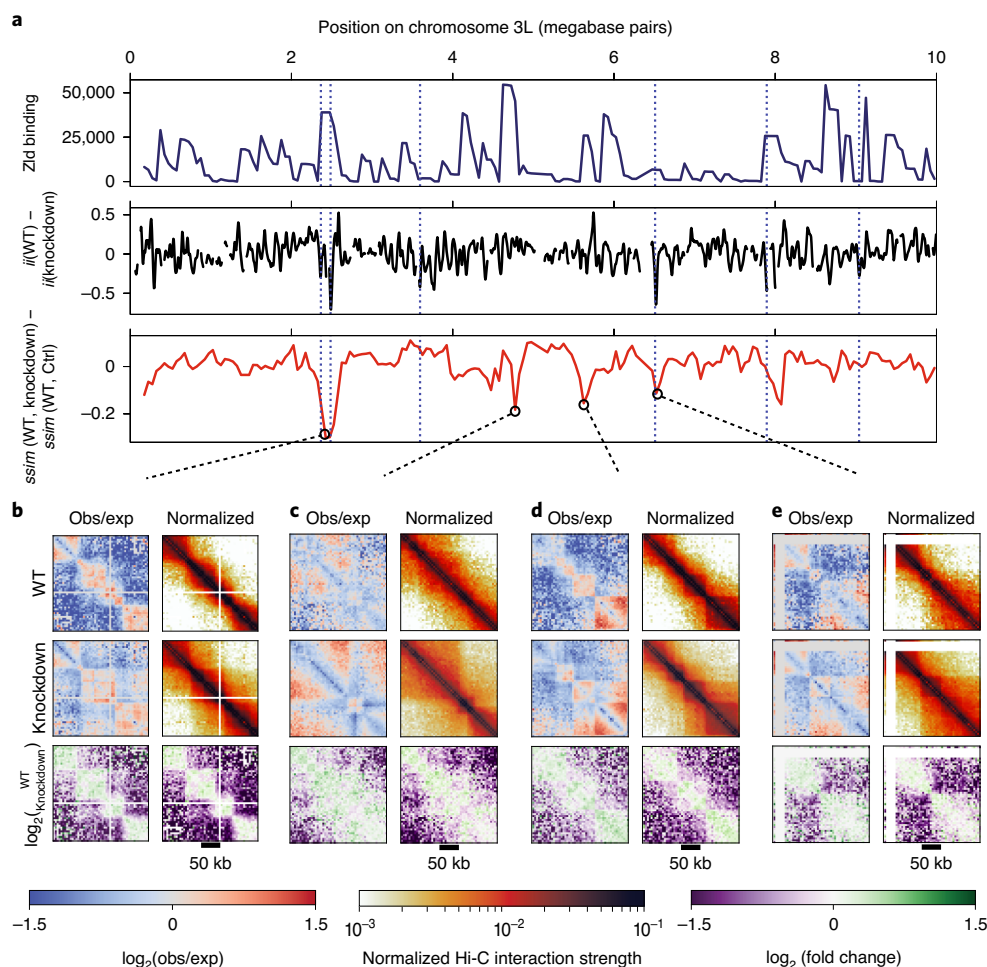 a
Position on chromosome 3L (megabase pairs)
0 2 4 6 8 10
Zld binding
50,000
25,000
0
ii(WT) –
ii(knockdown)
0.5
0
−0.5
ssim (WT, knockdown) –
ssim (WT, Ctrl)
0
−0.2
b Obs/exp Normalized c Obs/exp Normalized d Obs/exp Normalized e Obs/exp Normalized
WT
Knockdown
log2(WT/Knockdown)
50 kb 50 kb 50 kb 50 kb
−1.5 0 1.5 10−3 10−2 10−1 −1.5 0 1.5
log2(obs/exp) Normalized Hi-C interaction strength log2 (fold change)